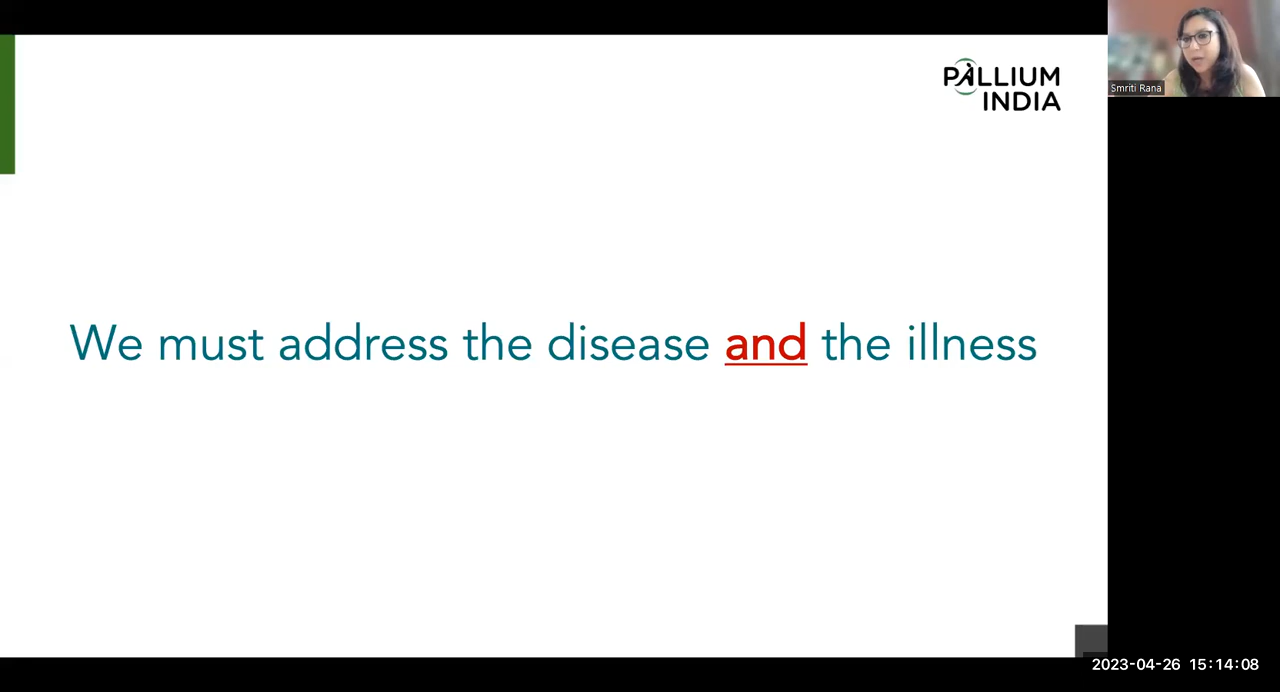 PALLIUM
INDIA
Smriti Rana
We must address the disease and the illness
2023-04-26 15:14:08